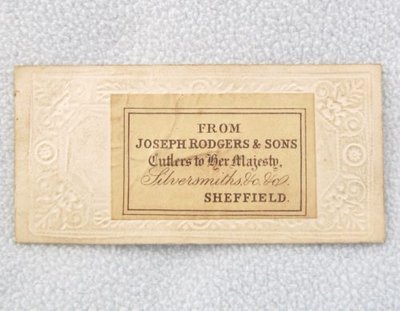 FROM
JOSEPH RODGERS & SONS
Cutlers to Her Majesty,
Silversmiths, &c. &c.
SHEFFIELD.